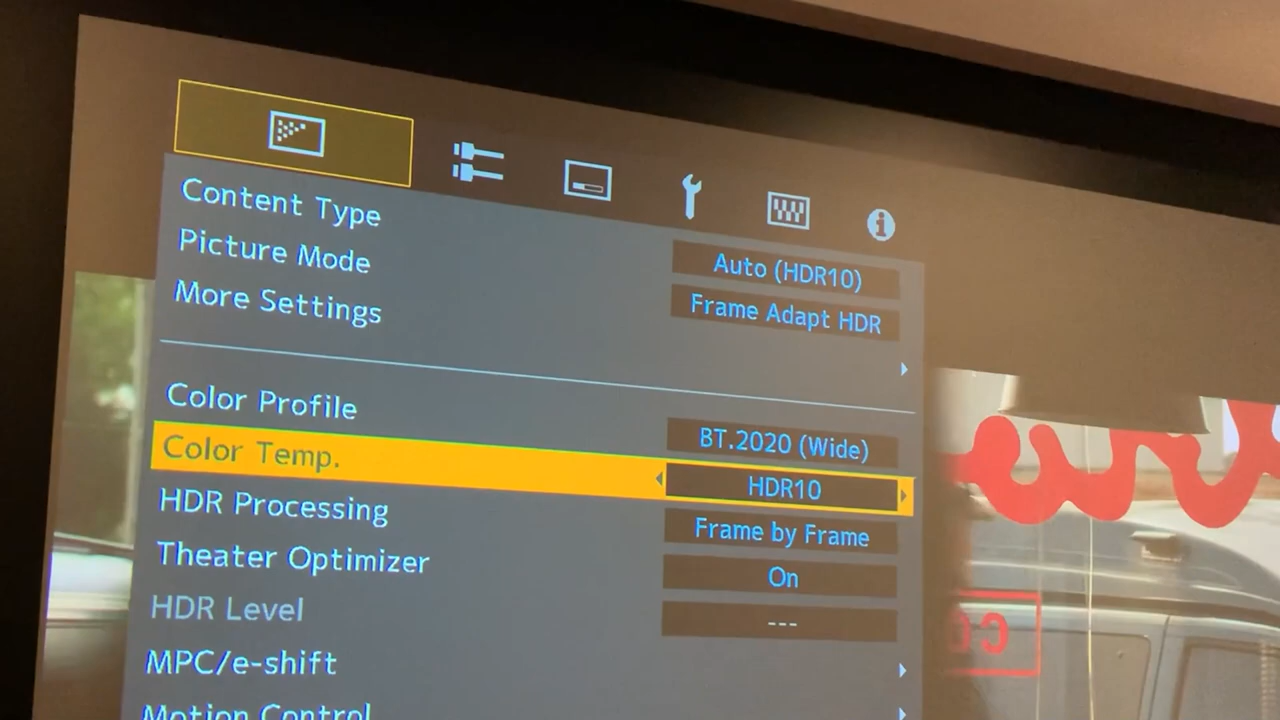 Content Type
Auto (HDR10)
Picture Mode
Frame Adapt HDR
More Settings
Color Profile
BT.2020 (Wide)
Color Temp.
HDR10
HDR Processing
Frame by Frame
Theater Optimizer
On
HDR Level
---
MPC/e-shift
Motion Control